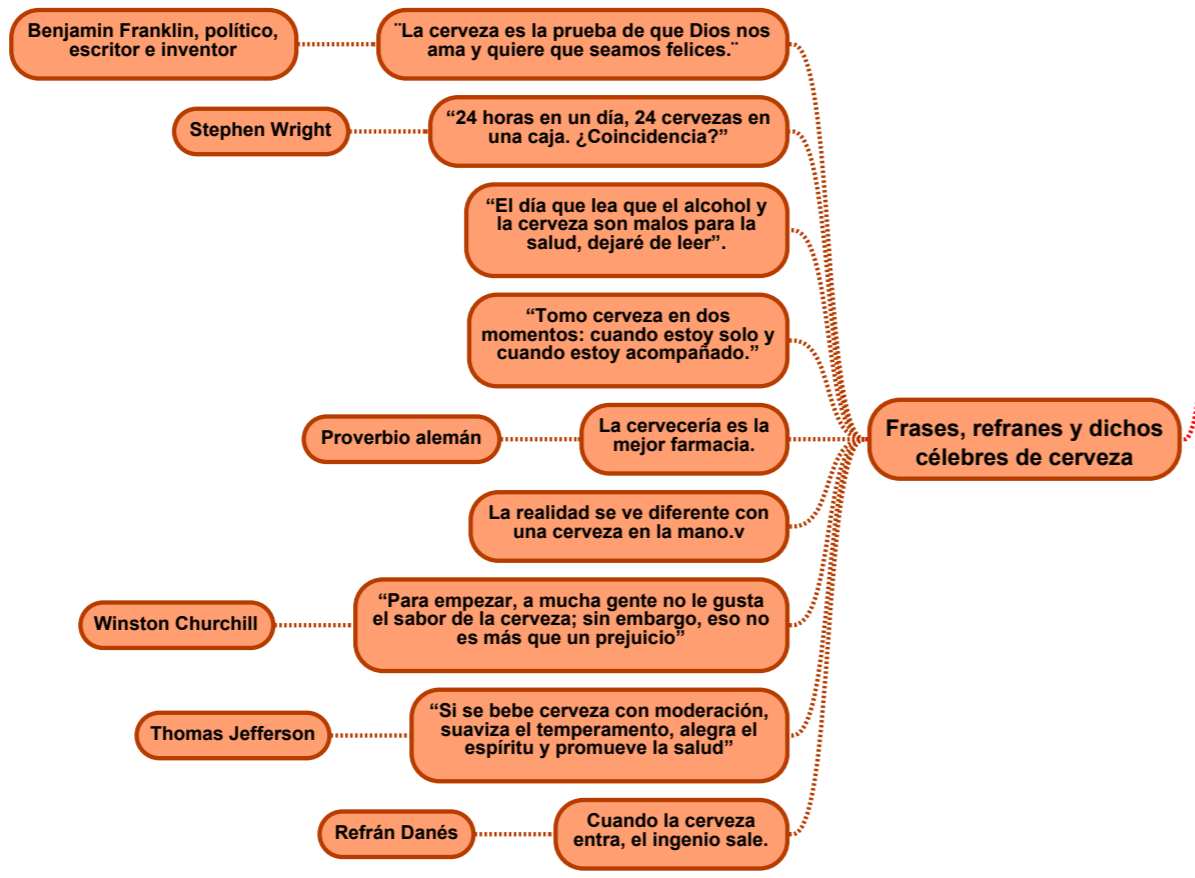 Benjamin Franklin, político,
escritor e inventor
¨La cerveza es la prueba de que Dios nos
ama y quiere que seamos felices.¨
Stephen Wright
“24 horas en un día, 24 cervezas en
una caja. ¿Coincidencia?”
“El día que lea que el alcohol y
la cerveza son malos para la
salud, dejaré de leer”.
“Tomo cerveza en dos
momentos: cuando estoy solo y
cuando estoy acompañado.”
Proverbio alemán
La cervecería es la
mejor farmacia.
Frases, refranes y dichos
célebres de cerveza
La realidad se ve diferente con
una cerveza en la mano.v
Winston Churchill
“Para empezar, a mucha gente no le gusta
el sabor de la cerveza; sin embargo, eso no
es más que un prejuicio”
Thomas Jefferson
“Si se bebe cerveza con moderación,
suaviza el temperamento, alegra el
espíritu y promueve la salud”
Refrán Danés
Cuando la cerveza
entra, el ingenio sale.